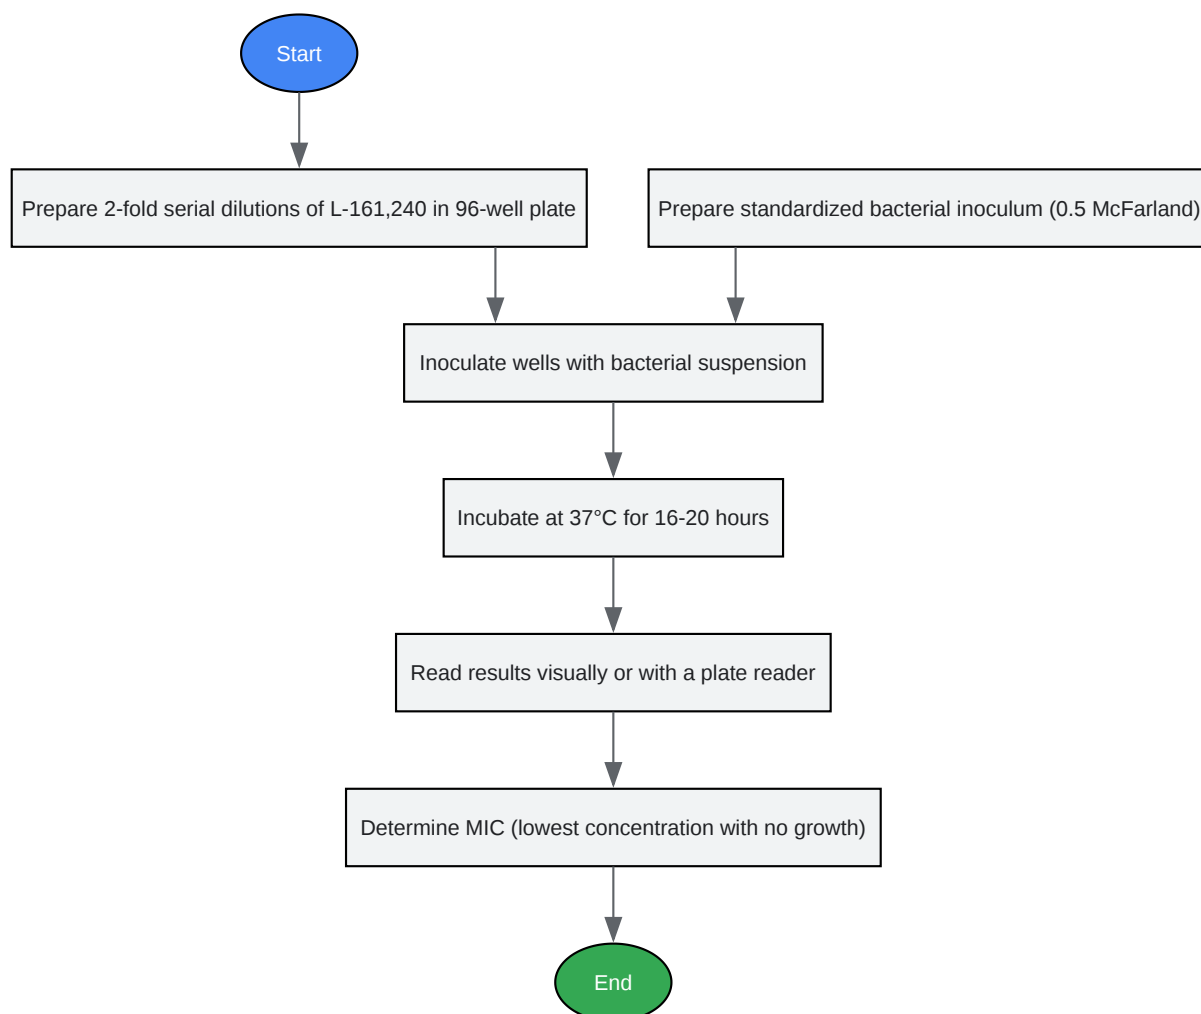 Start
Prepare 2-fold serial dilutions of L-161,240 in 96-well plate
Prepare standardized bacterial inoculum (0.5 McFarland)
Inoculate wells with bacterial suspension
Incubate at 37°C for 16-20 hours
Read results visually or with a plate reader
Determine MIC (lowest concentration with no growth)
End